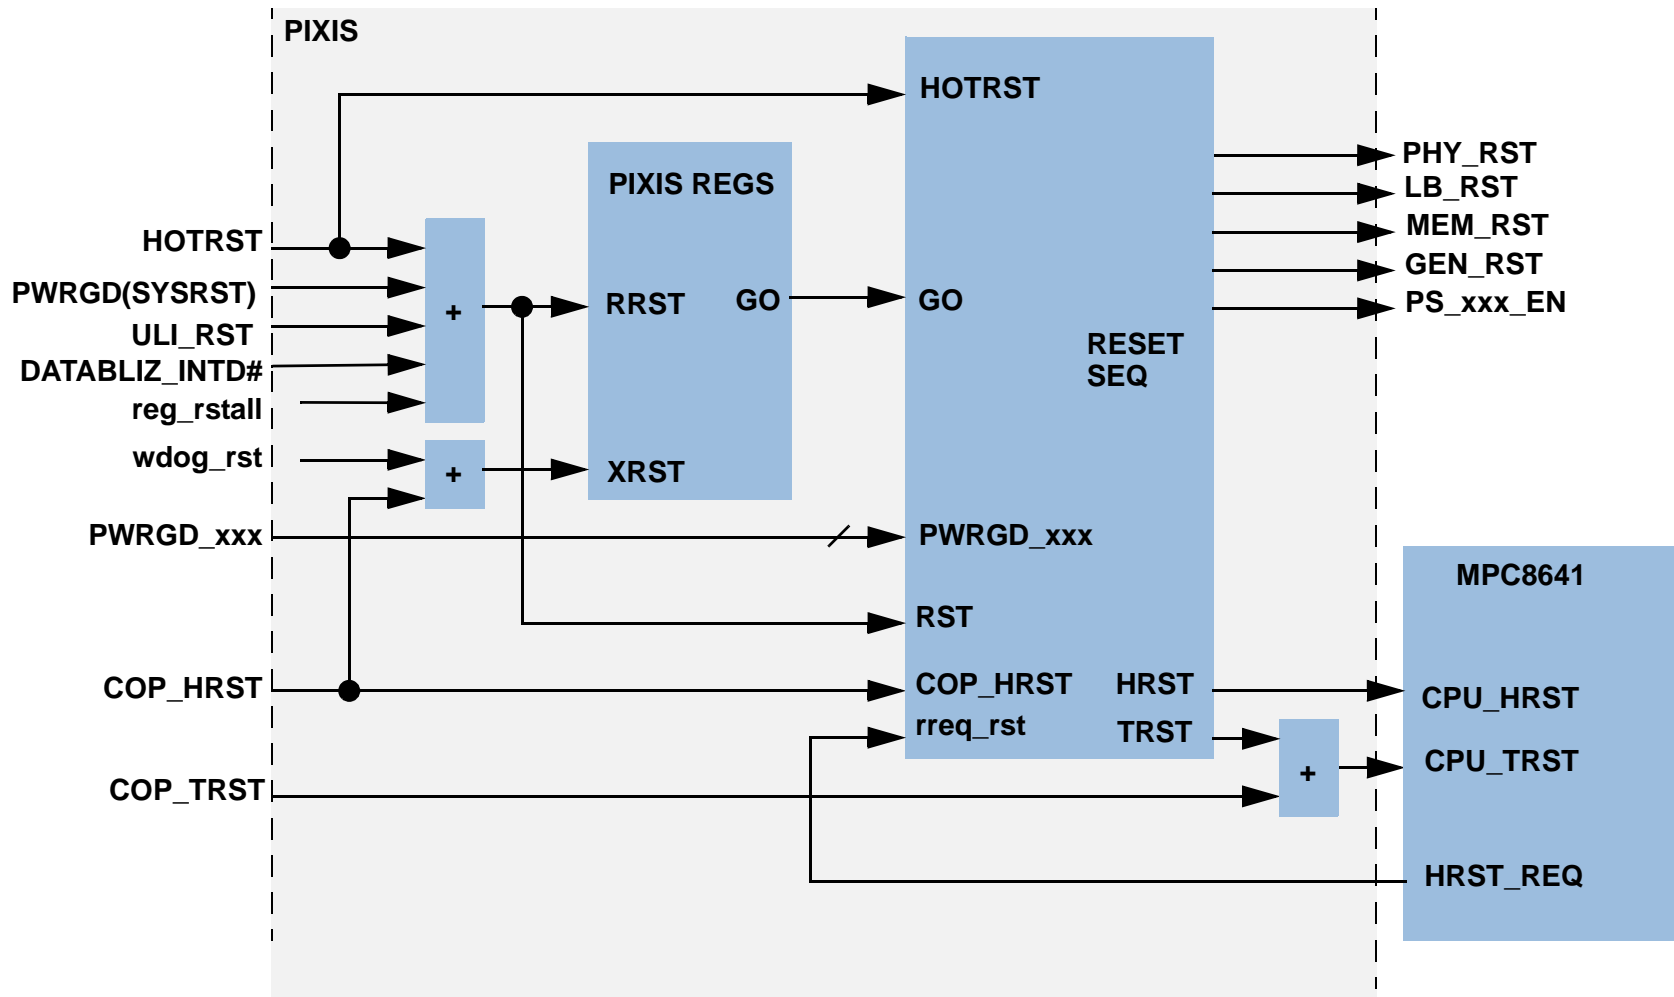 PIXIS
HOTRST
PWRGD(SYSRST)
ULI_RST
DATABLIZ_INTD#
reg_rstall
wdog_rst
PWRGD_xxx
COP_HRST
COP_TRST
+
+
PIXIS REGS
RRST
GO
XRST
HOTRST
GO
RESET
SEQ
PWRGD_xxx
RST
COP_HRST
HRST
rreq_rst
TRST
+
PHY_RST
LB_RST
MEM_RST
GEN_RST
PS_xxx_EN
MPC8641
CPU_HRST
CPU_TRST
HRST_REQ